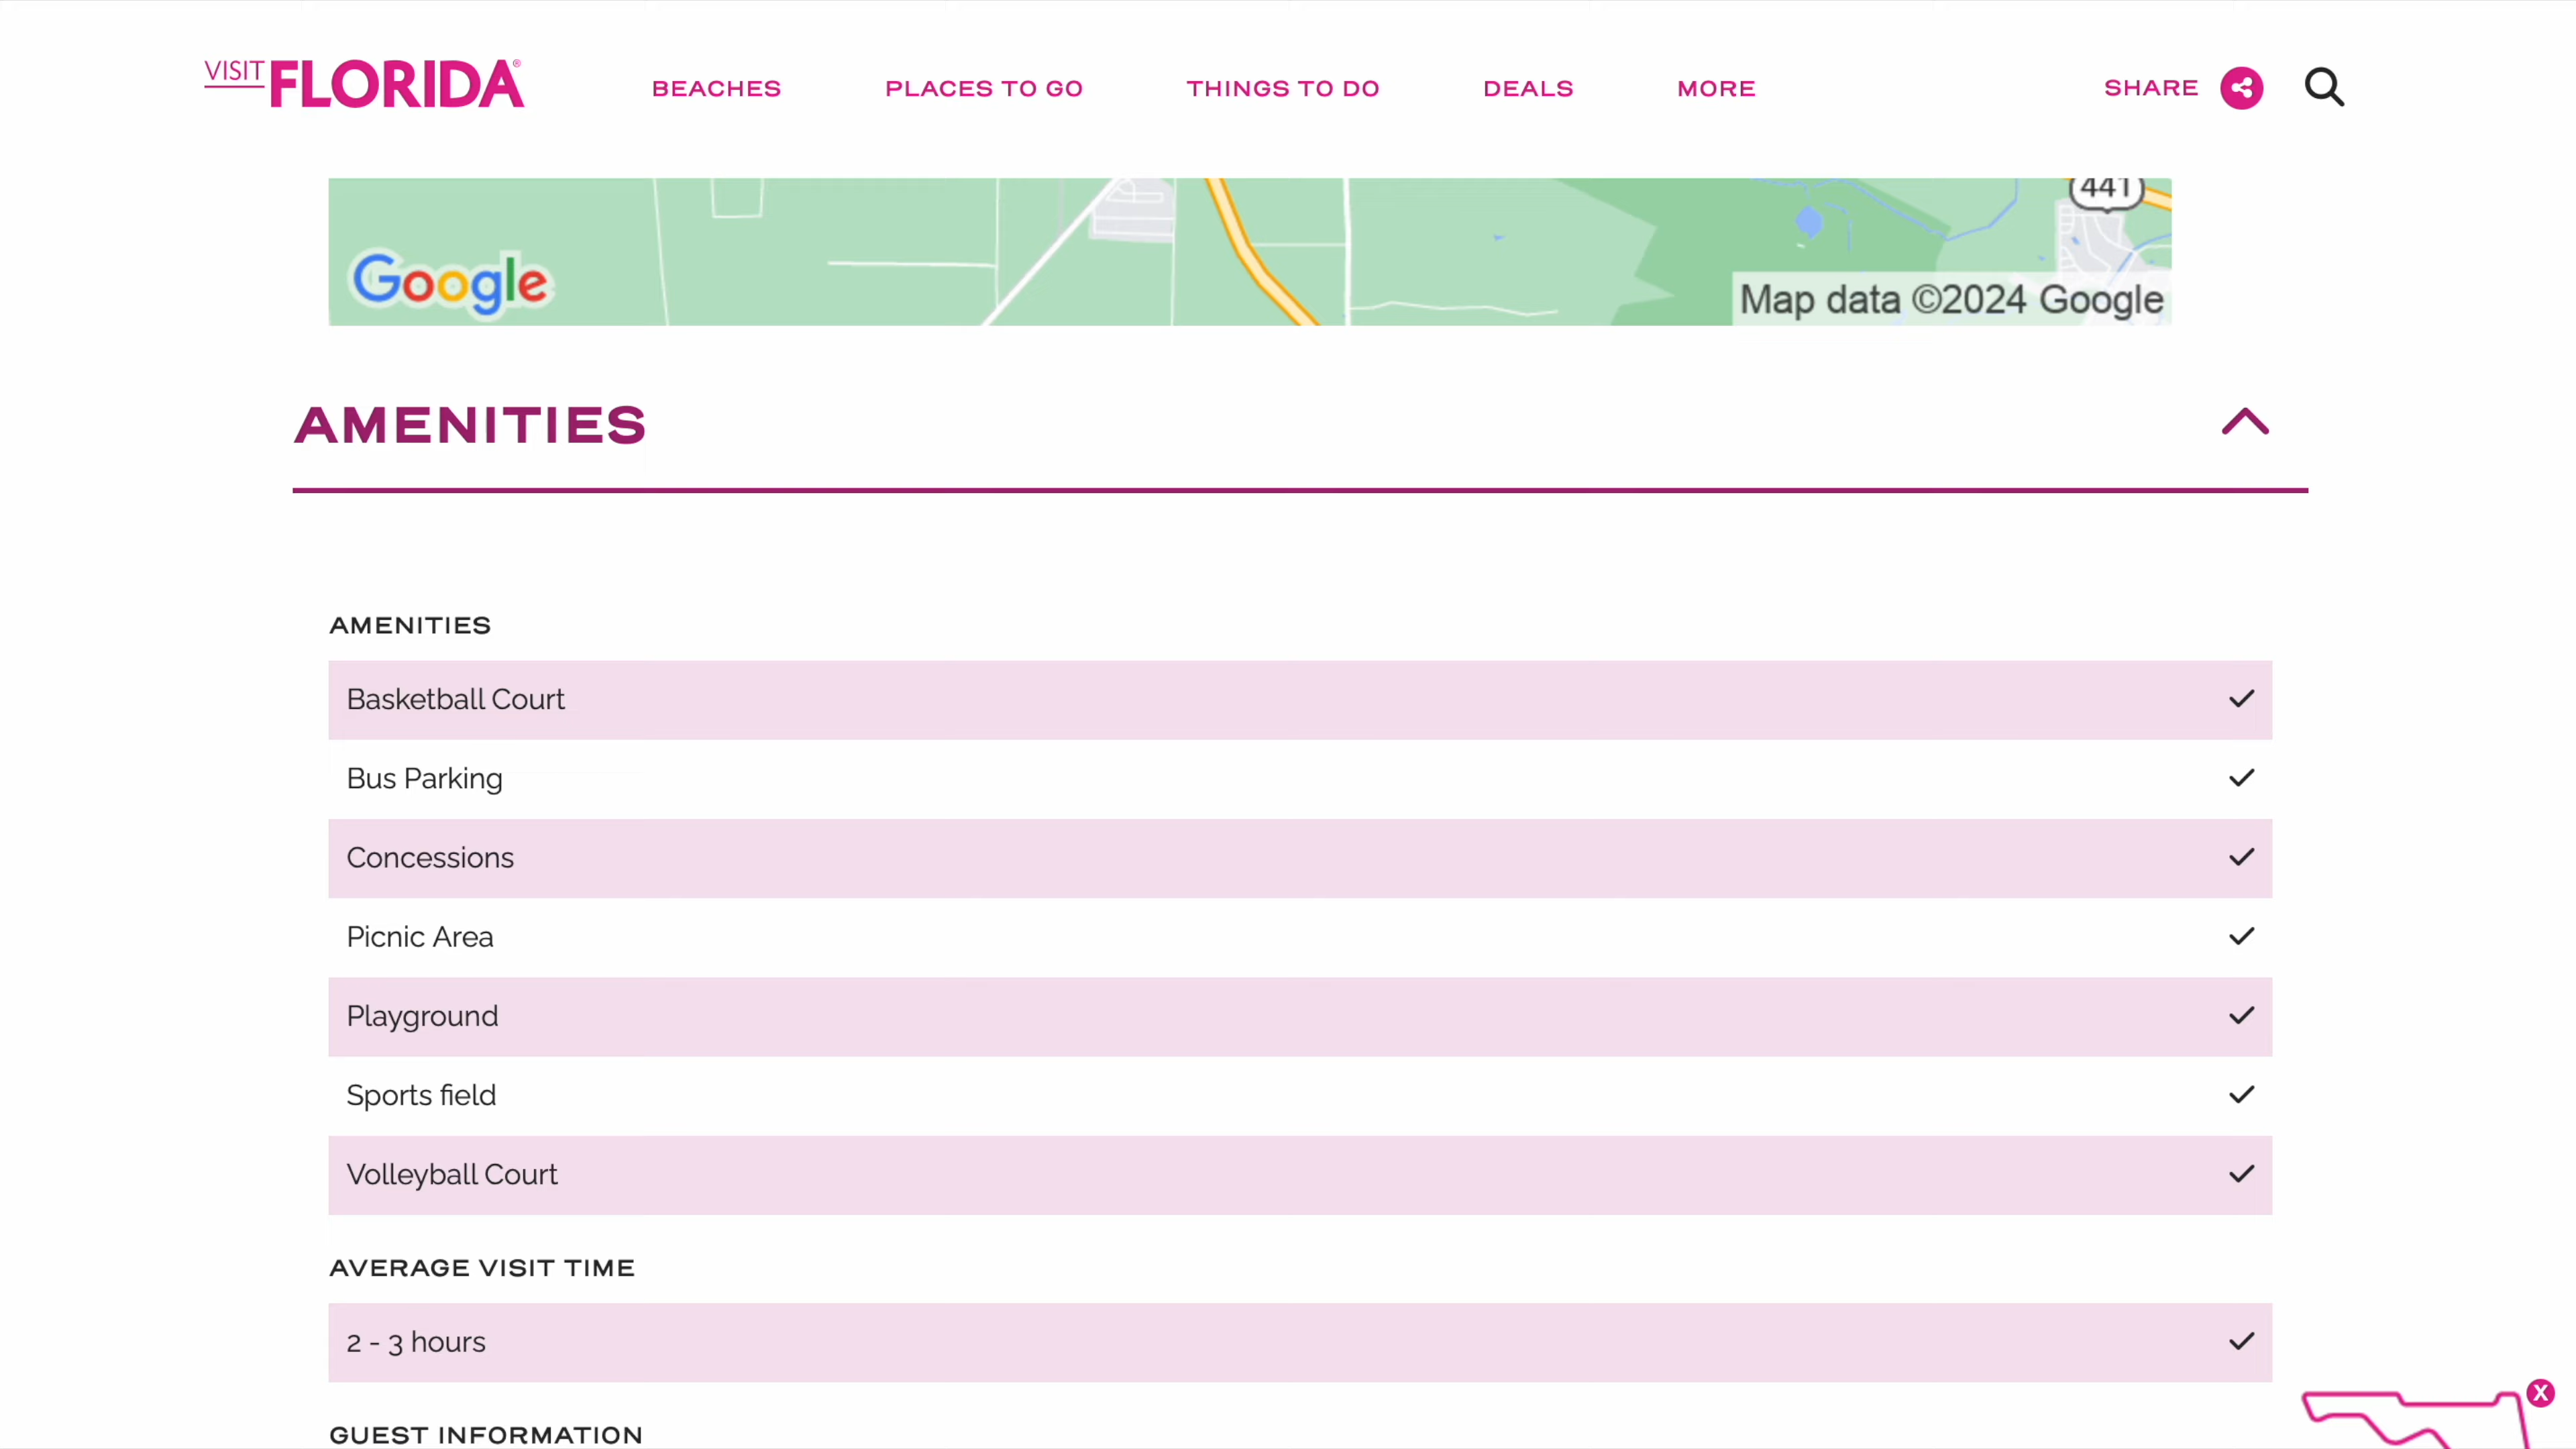 VISIT FLORIDA®
BEACHES
PLACES TO GO
THINGS TO DO
DEALS
MORE
SHARE
441
Google
Map data ©2024 Google
AMENITIES
AMENITIES
Basketball Court
Bus Parking
Concessions
Picnic Area
Playground
Sports field
Volleyball Court
AVERAGE VISIT TIME
2 - 3 hours
GUEST INFORMATION
X